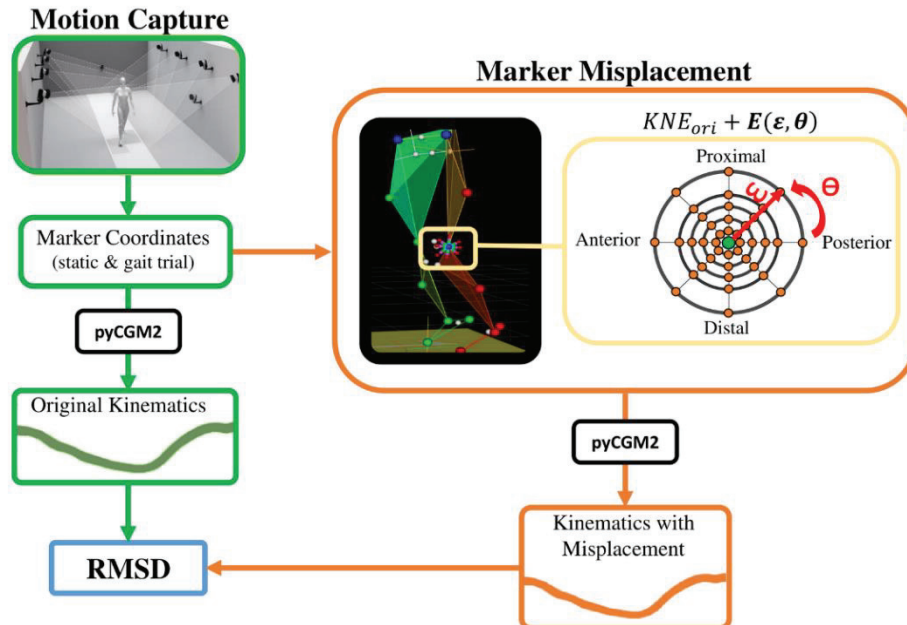 Motion Capture
Marker Misplacement
KNE_ori + E(ε, θ)
Proximal
ε
Θ
Anterior
Posterior
Distal
Marker Coordinates
(static & gait trial)
pyCGM2
Original Kinematics
pyCGM2
Kinematics with
Misplacement
RMSD